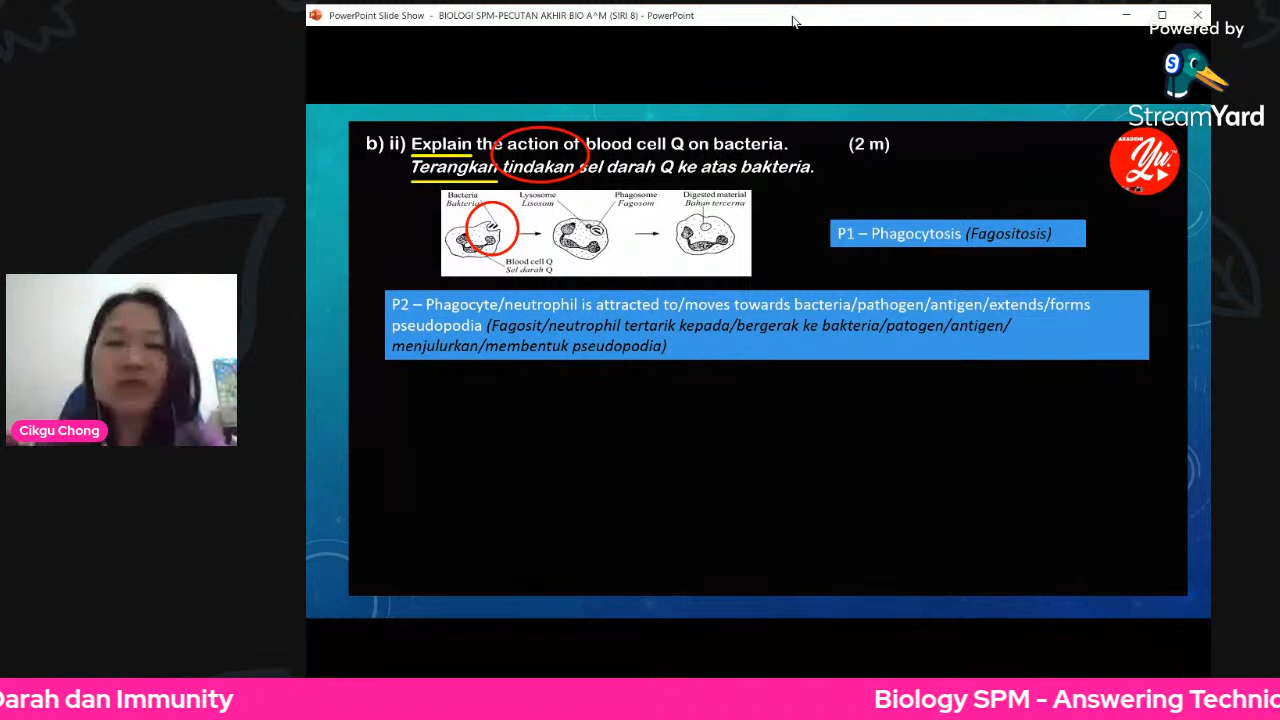 PowerPoint Slide Show - BIOLOGI SPM-PECUTAN AKHIR BIO A^M (SIRI 8) - PowerPoint
Powered by
S
StreamYard
AKADEMI
Yu
b) ii) Explain the action of blood cell Q on bacteria. (2 m)
Terangkan tindakan sel darah Q ke atas bakteria.
Bacteria Lysosome Phagosome Digested material
Bakteria Lisosom Fagosom Bahan tercerna
Blood cell Q
Sel darah Q
P1 – Phagocytosis (Fagositosis)
P2 – Phagocyte/neutrophil is attracted to/moves towards bacteria/pathogen/antigen/extends/forms
pseudopodia (Fagosit/neutrophil tertarik kepada/bergerak ke bakteria/patogen/antigen/
menjulurkan/membentuk pseudopodia)
Cikgu Chong
Darah dan Immunity Biology SPM - Answering Technic